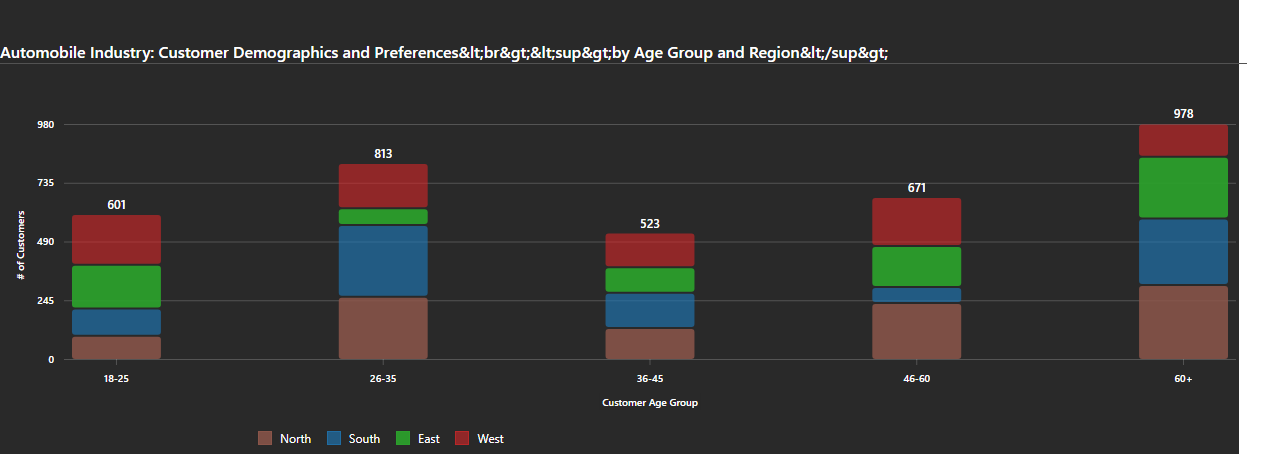 Automobile Industry: Customer Demographics and Preferences&lt;br&gt;&lt;sup&gt;by Age Group and Region&lt;/sup&gt;
978
980
813
735
671
601
523
490
245
0
# of Customers
18-25 26-35 36-45 46-60 60+
Customer Age Group
North South East West